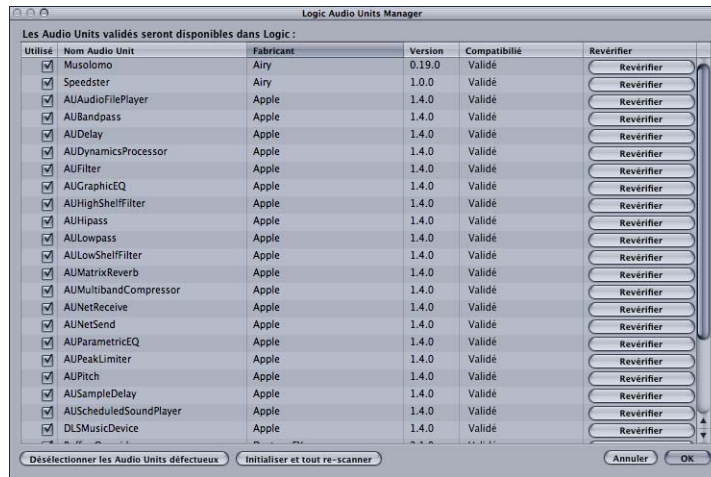 Logic Audio Units Manager
Les Audio Units validés seront disponibles dans Logic :
Utilisé Nom Audio Unit Fabricant Version Compatibilié Revérifier
Musolomo Airy 0.19.0 Validé Revérifier
Speedster Airy 1.0.0 Validé Revérifier
AUAudioFilePlayer Apple 1.4.0 Validé Revérifier
AUBandpass Apple 1.4.0 Validé Revérifier
AUDelay Apple 1.4.0 Validé Revérifier
AUDynamicsProcessor Apple 1.4.0 Validé Revérifier
AUFilter Apple 1.4.0 Validé Revérifier
AUGraphicEQ Apple 1.4.0 Validé Revérifier
AUHighShelfFilter Apple 1.4.0 Validé Revérifier
AUHipass Apple 1.4.0 Validé Revérifier
AULowpass Apple 1.4.0 Validé Revérifier
AULowShelfFilter Apple 1.4.0 Validé Revérifier
AUMatrixReverb Apple 1.4.0 Validé Revérifier
AUMultibandCompressor Apple 1.4.0 Validé Revérifier
AUNetReceive Apple 1.4.0 Validé Revérifier
AUNetSend Apple 1.4.0 Validé Revérifier
AUParametricEQ Apple 1.4.0 Validé Revérifier
AUPeakLimiter Apple 1.4.0 Validé Revérifier
AUPitch Apple 1.4.0 Validé Revérifier
AUSampleDelay Apple 1.4.0 Validé Revérifier
AUScheduledSoundPlayer Apple 1.4.0 Validé Revérifier
DLSMusicDevice Apple 1.4.0 Validé Revérifier
Désélectionner les Audio Units défectueux Initialiser et tout re-scanner Annuler OK